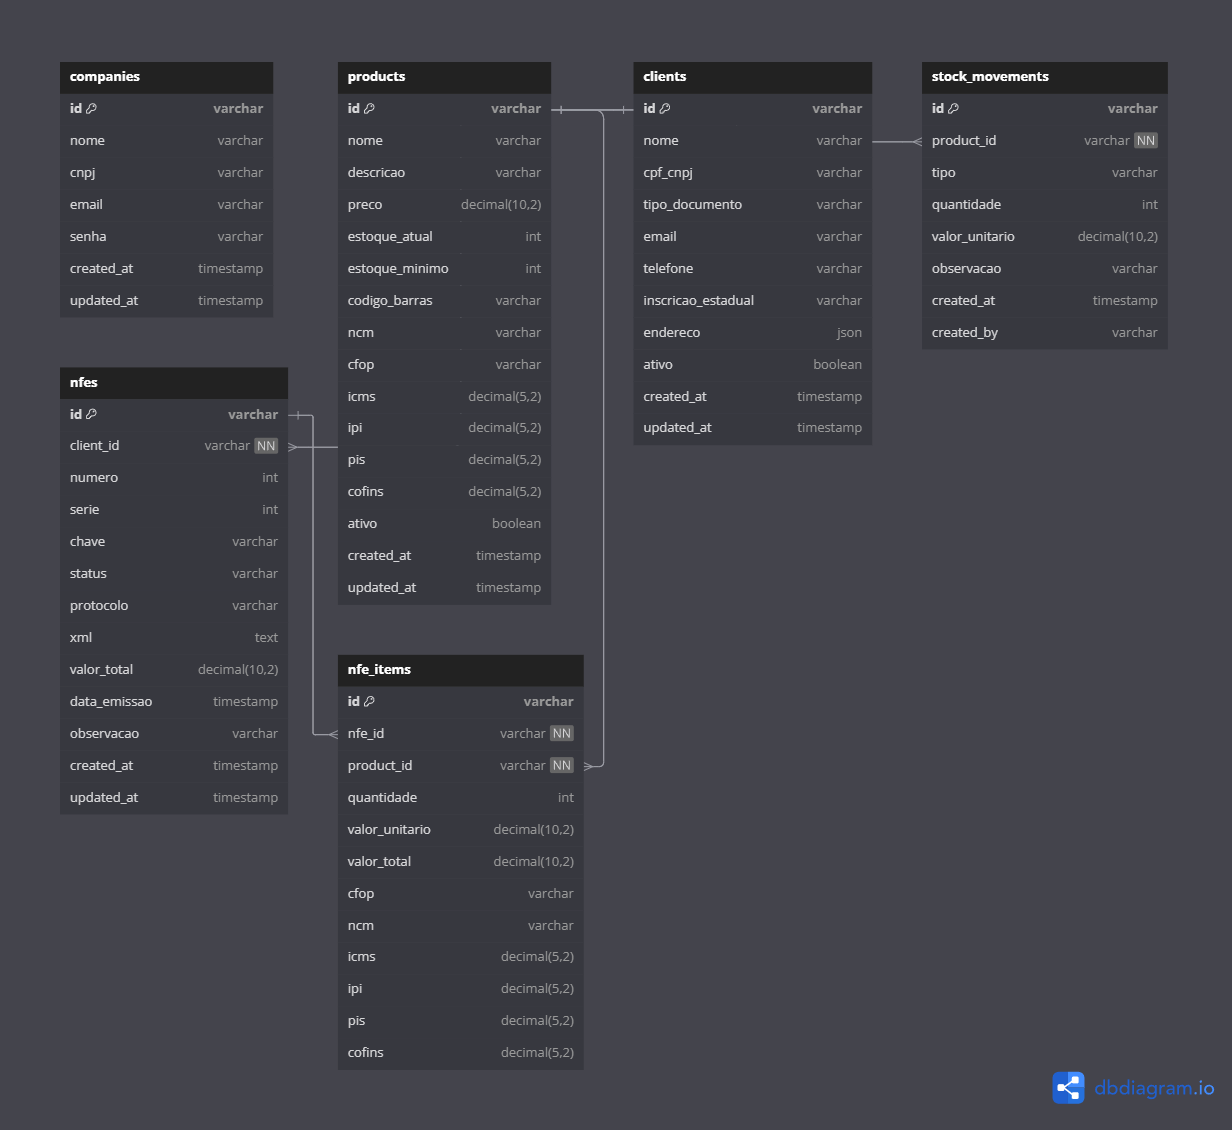 companies
id varchar
nome varchar
cnpj varchar
email varchar
senha varchar
created_at timestamp
updated_at timestamp
products
id varchar
nome varchar
descricao varchar
preco decimal(10,2)
estoque_atual int
estoque_minimo int
codigo_barras varchar
ncm varchar
cfop varchar
icms decimal(5,2)
ipi decimal(5,2)
pis decimal(5,2)
cofins decimal(5,2)
ativo boolean
created_at timestamp
updated_at timestamp
clients
id varchar
nome varchar
cpf_cnpj varchar
tipo_documento varchar
email varchar
telefone varchar
inscricao_estadual varchar
endereco json
ativo boolean
created_at timestamp
updated_at timestamp
stock_movements
id varchar
product_id varchar NN
tipo varchar
quantidade int
valor_unitario decimal(10,2)
observacao varchar
created_at timestamp
created_by varchar
nfes
id varchar
client_id varchar NN
numero int
serie int
chave varchar
status varchar
protocolo varchar
xml text
valor_total decimal(10,2)
data_emissao timestamp
observacao varchar
created_at timestamp
updated_at timestamp
nfe_items
id varchar
nfe_id varchar NN
product_id varchar NN
quantidade int
valor_unitario decimal(10,2)
valor_total decimal(10,2)
cfop varchar
ncm varchar
icms decimal(5,2)
ipi decimal(5,2)
pis decimal(5,2)
cofins decimal(5,2)
dbdiagram.io